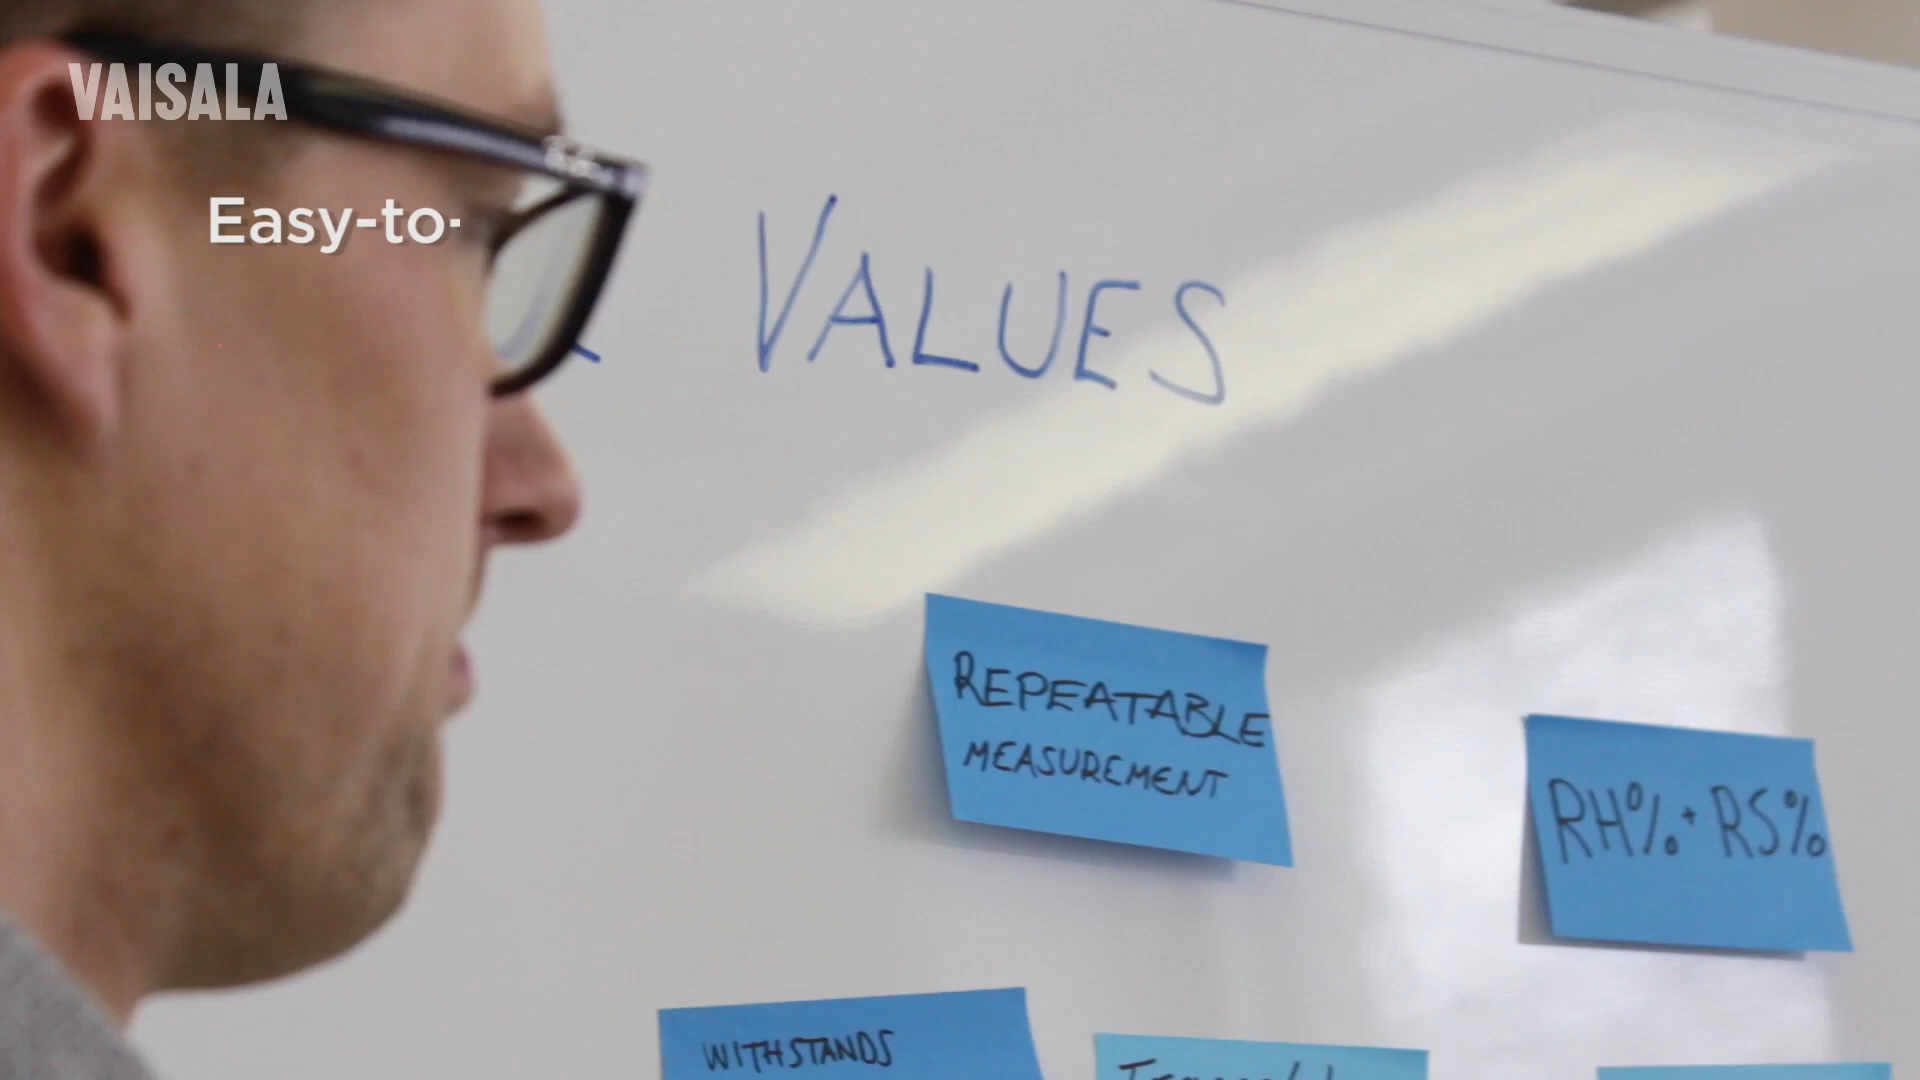 VAISALA
Easy-to-
VALUES
REPEATABLE
MEASUREMENT
RH% + RS%
WITHSTANDS